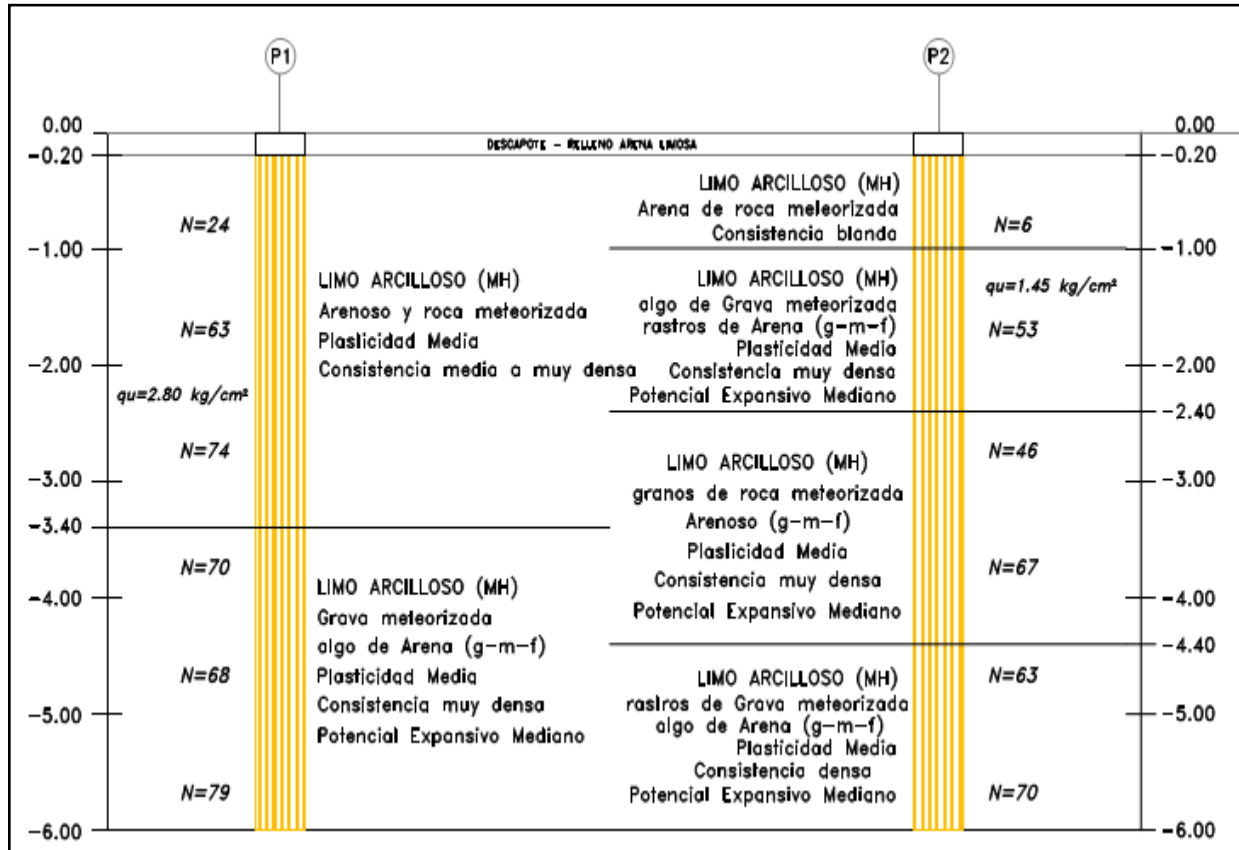 P1
P2
0.00
-0.20
-1.00
-2.00
-3.00
-3.40
-4.00
-5.00
-6.00
DESCAPOTE - RELLENO ARENA LIMOSA
N=24
N=63
qu=2.80 kg/cm²
N=74
N=70
N=68
N=79
LIMO ARCILLOSO (MH)
Arenoso y roca meteorizada
Plasticidad Media
Consistencia media a muy densa
LIMO ARCILLOSO (MH)
Grava meteorizada
algo de Arena (g-m-f)
Plasticidad Media
Consistencia muy densa
Potencial Expansivo Mediano
LIMO ARCILLOSO (MH)
Arena de roca meteorizada
Consistencia blanda
LIMO ARCILLOSO (MH)
algo de Grava meteorizada
rastros de Arena (g-m-f)
Plasticidad Media
Consistencia muy densa
Potencial Expansivo Mediano
LIMO ARCILLOSO (MH)
granos de roca meteorizada
Arenoso (g-m-f)
Plasticidad Media
Consistencia muy densa
Potencial Expansivo Mediano
LIMO ARCILLOSO (MH)
rastros de Grava meteorizada
algo de Arena (g-m-f)
Plasticidad Media
Consistencia densa
Potencial Expansivo Mediano
N=6
qu=1.45 kg/cm²
N=53
N=46
N=67
N=63
N=70
0.00
-0.20
-1.00
-2.00
-2.40
-3.00
-4.00
-4.40
-5.00
-6.00